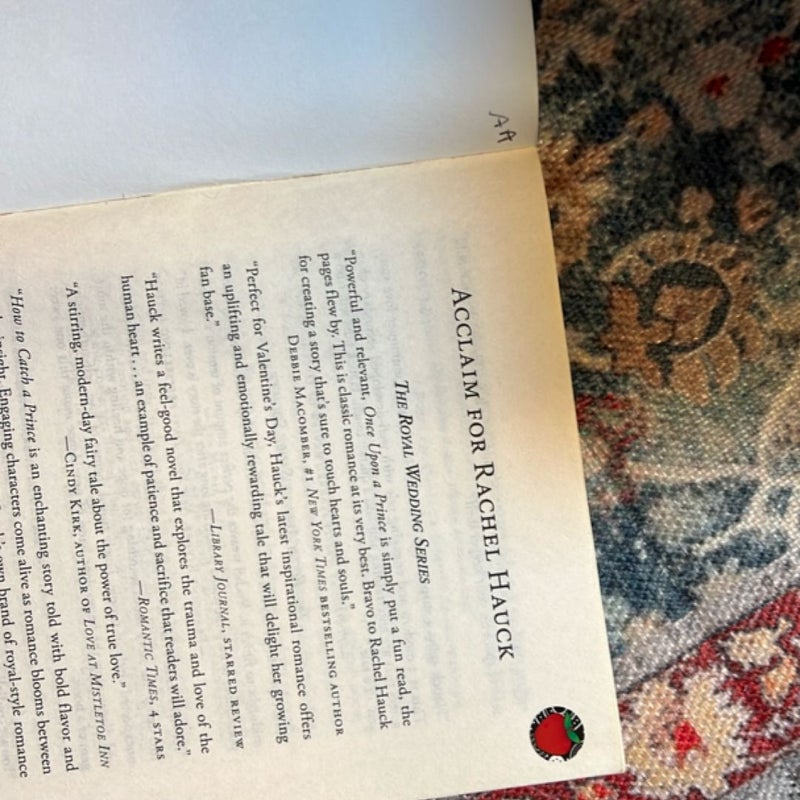 AA
ACCLAIM FOR RACHEL HAUCK
THE ROYAL WEDDING SERIES
“Powerful and relevant, Once Upon a Prince is simply put a fun read, the
pages flew by. This is classic romance at its very best. Bravo to Rachel Hauck
for creating a story that's sure to touch hearts and souls.”
DEBBIE MACOMBER, #1 NEW YORK TIMES BESTSELLING AUTHOR
“Perfect for Valentine's Day, Hauck's latest inspirational romance offers
an uplifting and emotionally rewarding tale that will delight her growing
fan base.”
—LIBRARY JOURNAL, STARRED REVIEW
“Hauck writes a feel-good novel that explores the trauma and love of the
human heart . . . an example of patience and sacrifice that readers will adore.”
—ROMANTIC TIMES, 4 STARS
“A stirring, modern-day fairy tale about the power of true love.”
—CINDY KIRK, AUTHOR OF LOVE AT MISTLETOE INN
“How to Catch a Prince is an enchanting story told with bold flavor and
insight. Engaging characters come alive as romance blooms between
own brand of royal-style romance